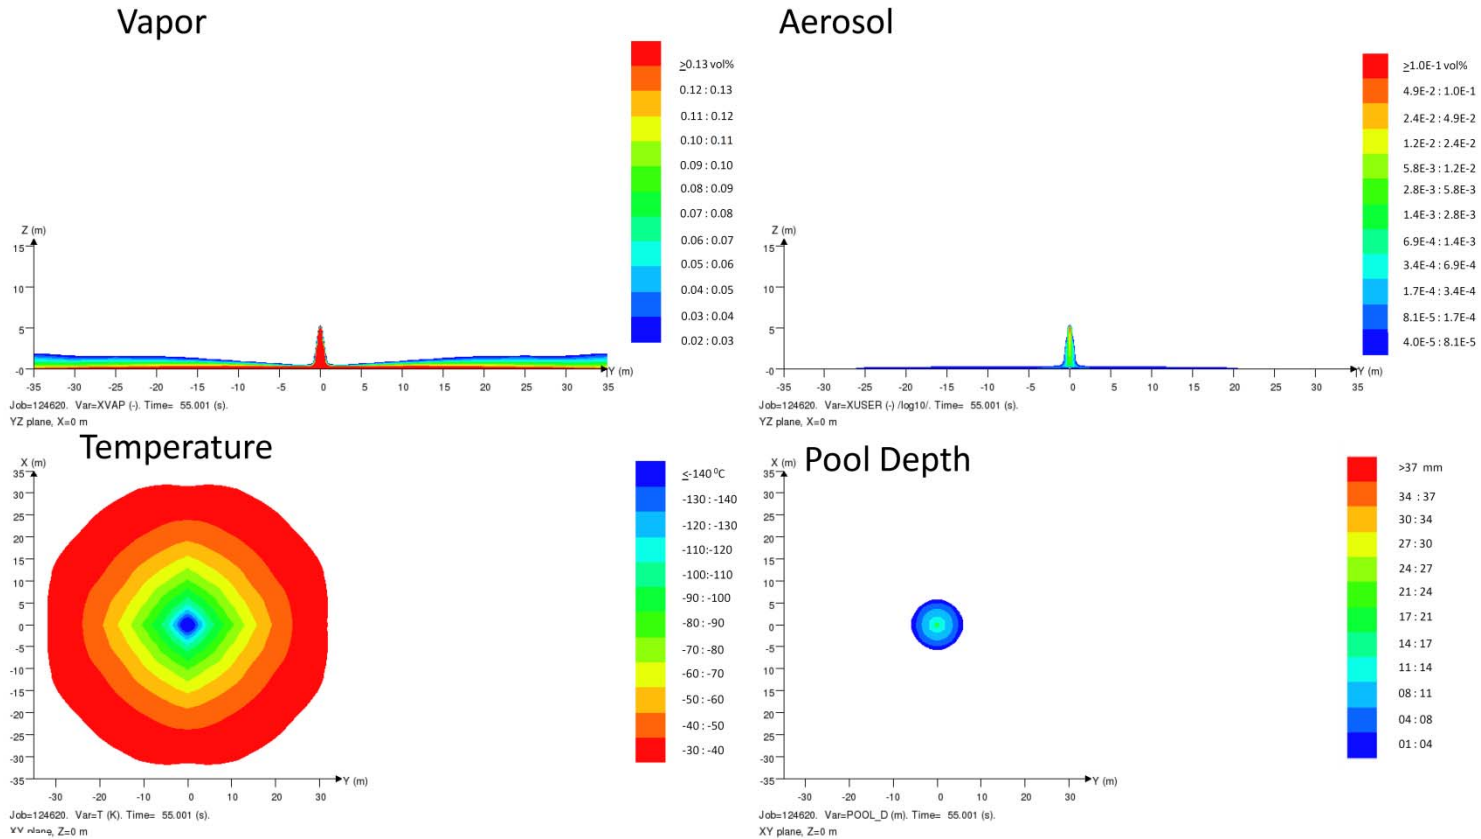 Vapor
≥0.13 vol%
0.12 : 0.13
0.11 : 0.12
0.10 : 0.11
0.09 : 0.10
0.08 : 0.09
0.07 : 0.08
0.06 : 0.07
0.05 : 0.06
0.04 : 0.05
0.03 : 0.04
0.02 : 0.03
Z (m)
15
10
5
-0
Y (m)
-35 -30 -25 -20 -15 -10 -5 0 5 10 15 20 25 30 35
Job=124620. Var=XVAP (-). Time= 55.001 (s).
YZ plane, X=0 m
Aerosol
≥1.0E-1 vol%
4.9E-2 : 1.0E-1
2.4E-2 : 4.9E-2
1.2E-2 : 2.4E-2
5.8E-3 : 1.2E-2
2.8E-3 : 5.8E-3
1.4E-3 : 2.8E-3
6.9E-4 : 1.4E-3
3.4E-4 : 6.9E-4
1.7E-4 : 3.4E-4
8.1E-5 : 1.7E-4
4.0E-5 : 8.1E-5
Z (m)
15
10
5
-0
Y (m)
-35 -30 -25 -20 -15 -10 -5 0 5 10 15 20 25 30 35
Job=124620. Var=XUSER (-) /log10/. Time= 55.001 (s).
YZ plane, X=0 m
Temperature
≤-140 ⁰C
-130 : -140
-120 : -130
-110:-120
-100:-110
-90 : -100
-80 : -90
-70 : -80
-60 : -70
-50 : -60
-40 : -50
-30 : -40
X (m)
35
30
25
20
15
10
5
0
-5
-10
-15
-20
-25
-30
-35
Y (m)
-30 -20 -10 0 10 20 30
Job=124620. Var=T (K). Time= 55.001 (s).
XY plane, Z=0 m
Pool Depth
>37 mm
34 : 37
30 : 34
27 : 30
24 : 27
21 : 24
17 : 21
14 : 17
11 : 14
08 : 11
04 : 08
01 : 04
X (m)
35
30
25
20
15
10
5
0
-5
-10
-15
-20
-25
-30
-35
Y (m)
-30 -20 -10 0 10 20 30
Job=124620. Var=POOL_D (m). Time= 55.001 (s).
XY plane, Z=0 m